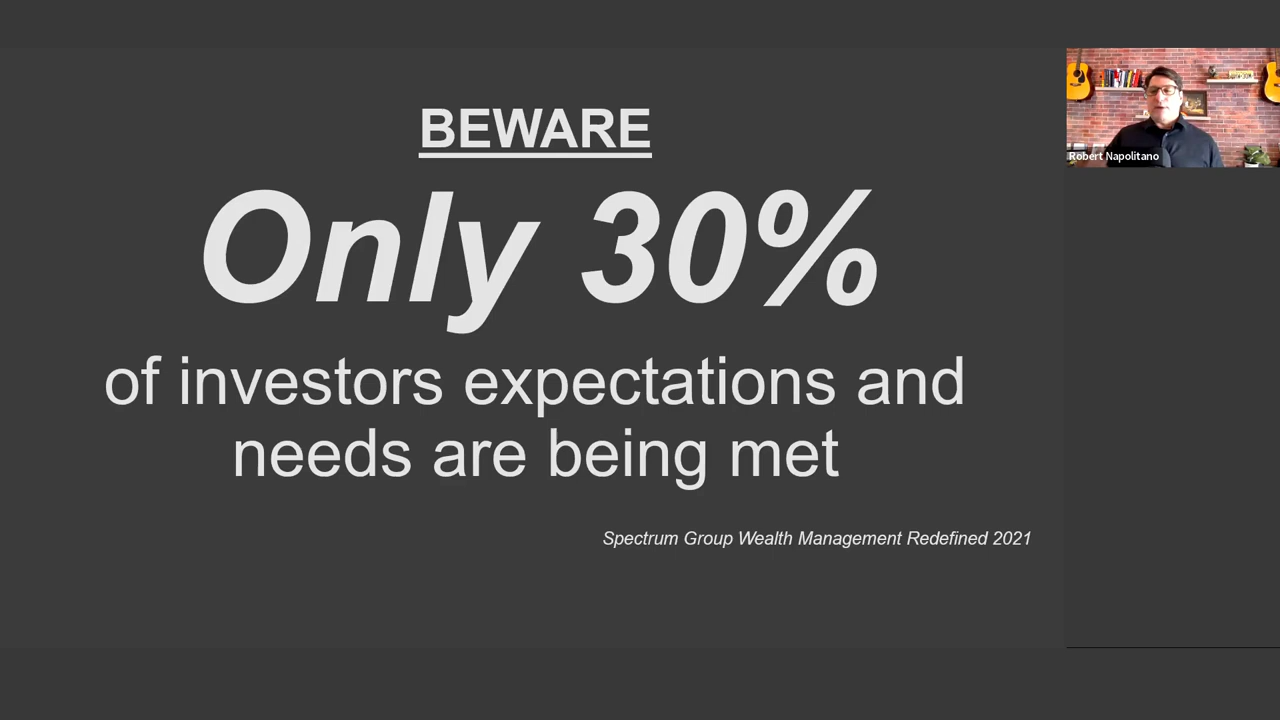 BEWARE
Only 30%
of investors expectations and
needs are being met
Spectrum Group Wealth Management Redefined 2021
Robert Napolitano